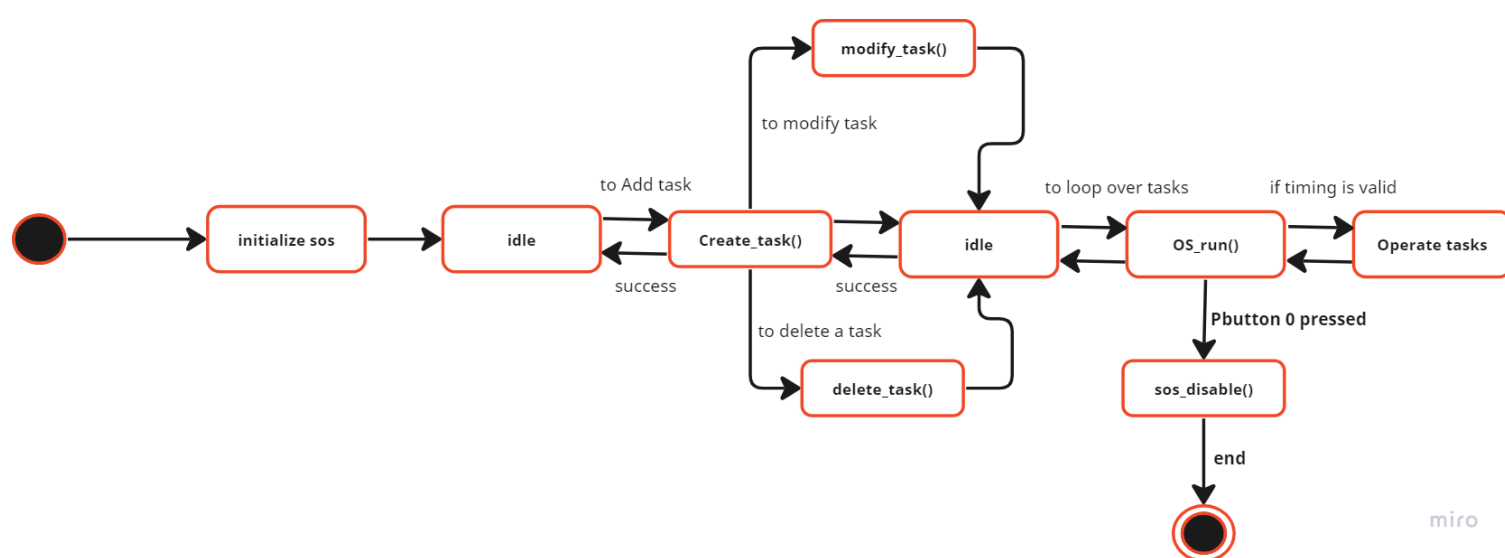 modify_task()
to modify task
to Add task
to loop over tasks
if timing is valid
initialize sos
idle
Create_task()
idle
OS_run()
Operate tasks
success
success
Pbutton 0 pressed
to delete a task
delete_task()
sos_disable()
end
miro